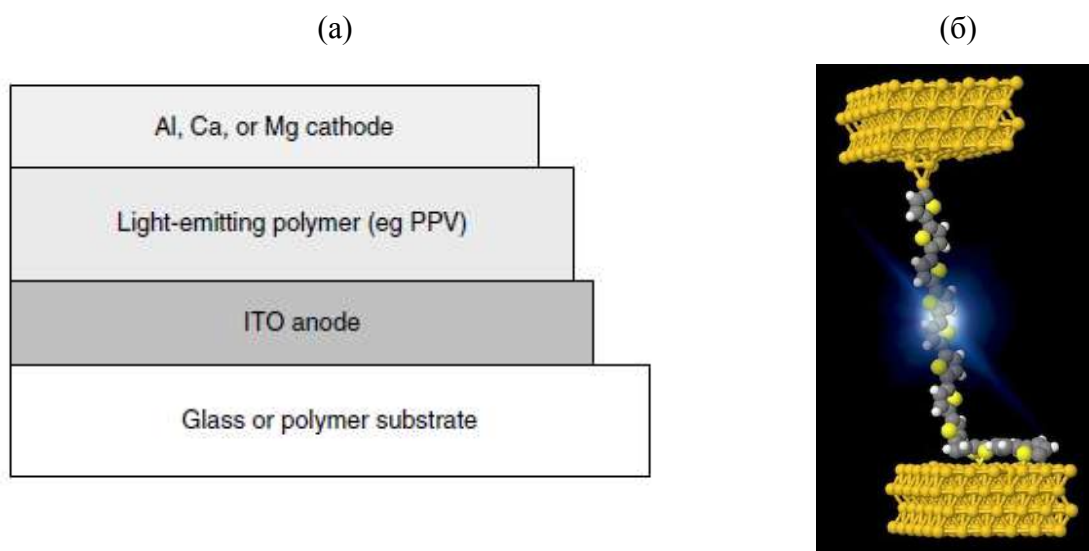 (а)
(б)
Al, Ca, or Mg cathode
Light-emitting polymer (eg PPV)
ITO anode
Glass or polymer substrate